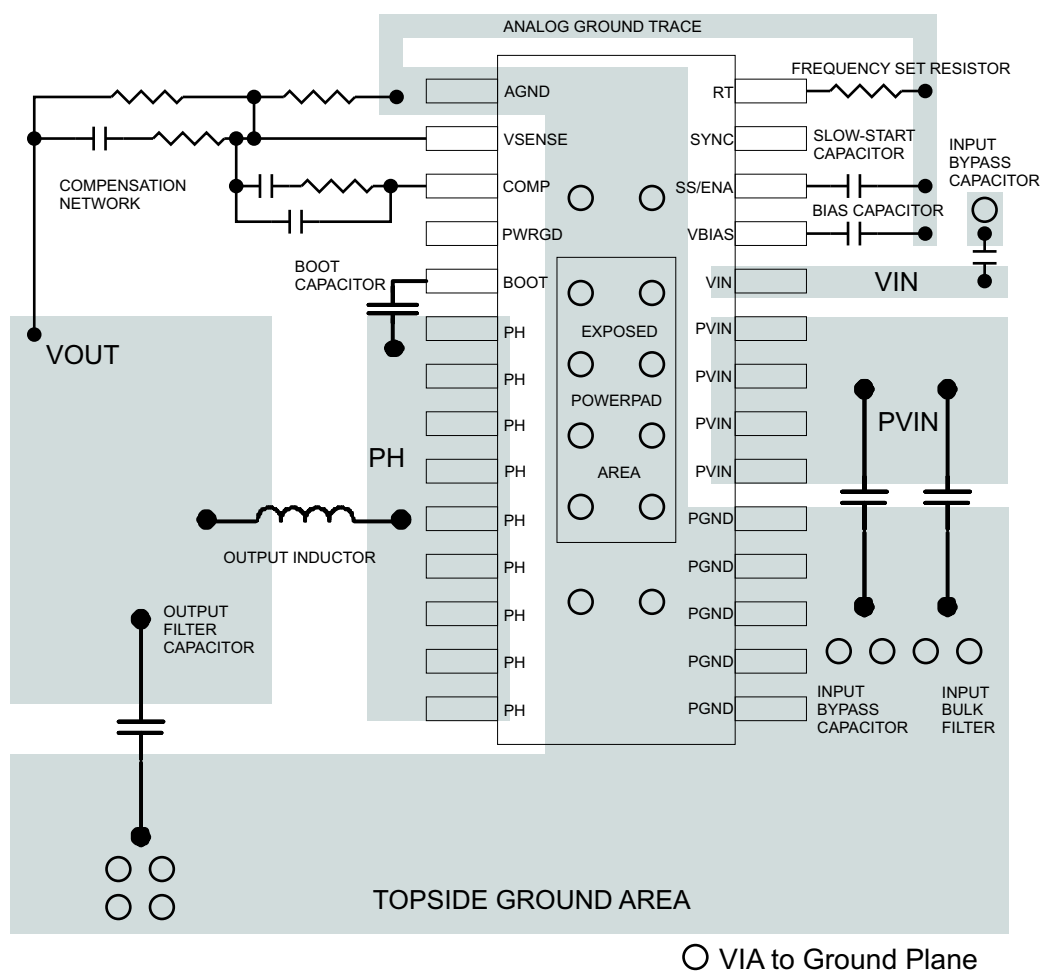 ANALOG GROUND TRACE
FREQUENCY SET RESISTOR
AGND
RT
VSENSE
SYNC
SLOW-START
CAPACITOR
INPUT
BYPASS
CAPACITOR
COMPENSATION
NETWORK
COMP
SS/ENA
BIAS CAPACITOR
PWRGD
VBIAS
BOOT
CAPACITOR
BOOT
VIN
VIN
VOUT
PH
EXPOSED
PVIN
PH
PVIN
POWERPAD
PH
PVIN
PVIN
PH
PH
AREA
PVIN
PH
PGND
OUTPUT INDUCTOR
PH
PGND
OUTPUT
FILTER
CAPACITOR
PH
PGND
PH
PGND
PH
PGND
INPUT
BYPASS
CAPACITOR
INPUT
BULK
FILTER
TOPSIDE GROUND AREA
VIA to Ground Plane